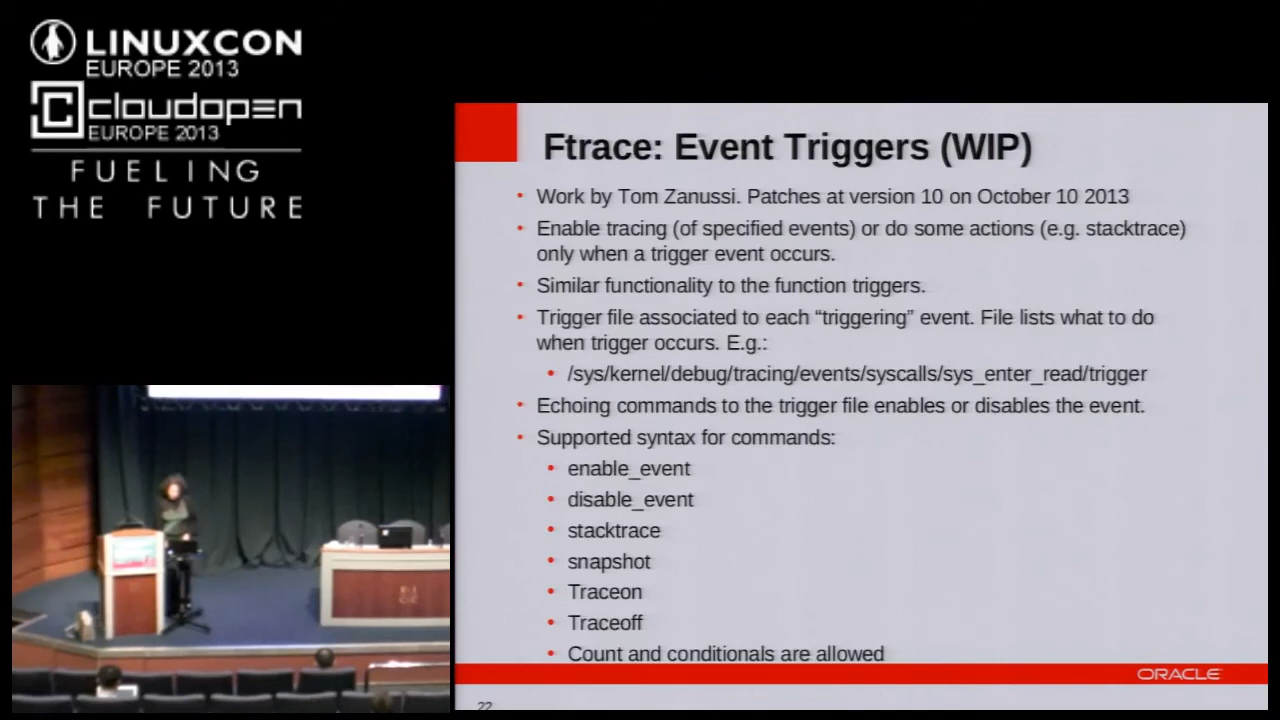 LINUXCON
EUROPE 2013
cloudopen
EUROPE 2013
FUELING
THE FUTURE
Ftrace: Event Triggers (WIP)
• Work by Tom Zanussi. Patches at version 10 on October 10 2013
• Enable tracing (of specified events) or do some actions (e.g. stacktrace)
only when a trigger event occurs.
• Similar functionality to the function triggers.
• Trigger file associated to each “triggering” event. File lists what to do
when trigger occurs. E.g.:
• /sys/kernel/debug/tracing/events/syscalls/sys_enter_read/trigger
• Echoing commands to the trigger file enables or disables the event.
• Supported syntax for commands:
• enable_event
• disable_event
• stacktrace
• snapshot
• Traceon
• Traceoff
• Count and conditionals are allowed
ORACLE
22